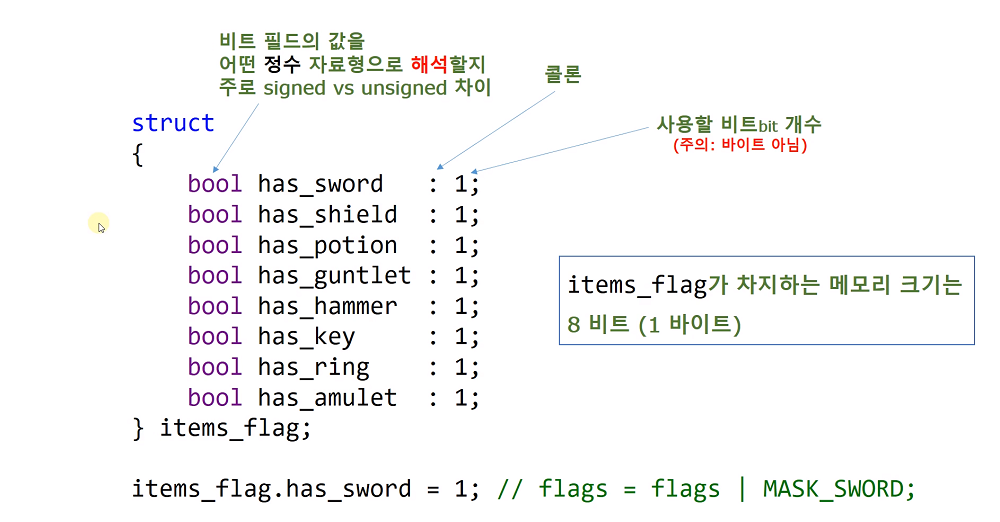 비트 필드의 값을
어떤 정수 자료형으로 해석할지
주로 signed vs unsigned 차이
콜론
사용할 비트bit 개수
(주의: 바이트 아님)
struct
{
bool has_sword : 1;
bool has_shield : 1;
bool has_potion : 1;
bool has_guntlet : 1;
bool has_hammer : 1;
bool has_key : 1;
bool has_ring : 1;
bool has_amulet : 1;
} items_flag;
items_flag가 차지하는 메모리 크기는
8 비트 (1 바이트)
items_flag.has_sword = 1; // flags = flags | MASK_SWORD;